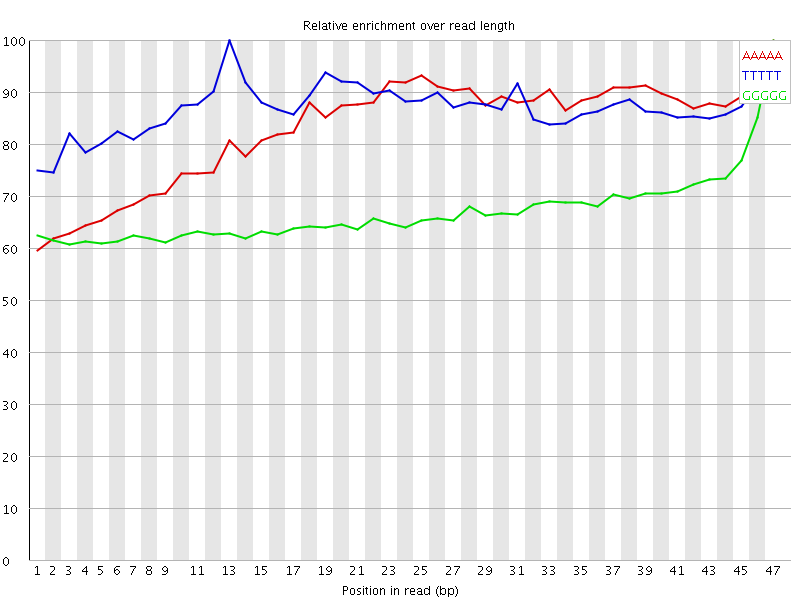 Relative enrichment over read length
100
90
80
70
60
50
40
30
20
10
0
AAAAA
TTTTT
GGGGG
1 2 3 4 5 6 7 8 9 11 13 15 17 19 21 23 25 27 29 31 33 35 37 39 41 43 45 47
Position in read (bp)